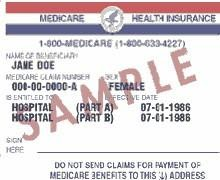 MEDICARE HEALTH INSURANCE
1-800-MEDICARE (1-800-633-4227)
NAME OF BENEFICIARY
JANE DOE
MEDICARE CLAIM NUMBER SEX
000-00-0000-A FEMALE
IS ENTITLED TO EFFECTIVE DATE
HOSPITAL (PART A) 07-01-1986
HOSPITAL (PART B) 07-01-1986
SAMPLE
SIGN
HERE
DO NOT SEND CLAIMS FOR PAYMENT OF
MEDICARE BENEFITS TO THIS (↓) ADDRESS